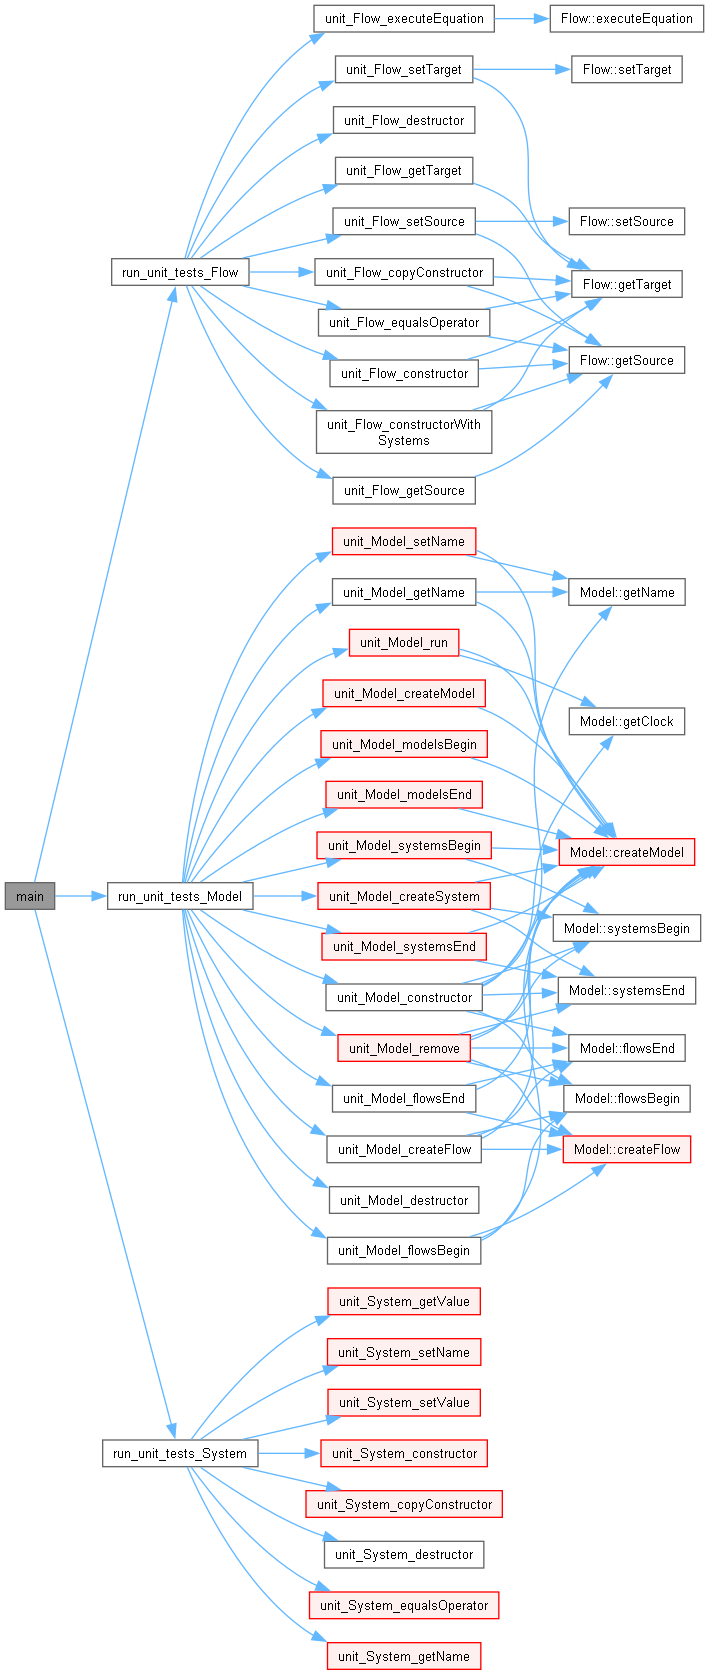 main
run_unit_tests_Flow
run_unit_tests_Model
run_unit_tests_System
unit_Flow_executeEquation
unit_Flow_setTarget
unit_Flow_destructor
unit_Flow_getTarget
unit_Flow_setSource
unit_Flow_copyConstructor
unit_Flow_equalsOperator
unit_Flow_constructor
unit_Flow_constructorWith
Systems
unit_Flow_getSource
unit_Model_setName
unit_Model_getName
unit_Model_run
unit_Model_createModel
unit_Model_modelsBegin
unit_Model_modelsEnd
unit_Model_systemsBegin
unit_Model_createSystem
unit_Model_systemsEnd
unit_Model_constructor
unit_Model_remove
unit_Model_flowsEnd
unit_Model_createFlow
unit_Model_destructor
unit_Model_flowsBegin
unit_System_getValue
unit_System_setName
unit_System_setValue
unit_System_constructor
unit_System_copyConstructor
unit_System_destructor
unit_System_equalsOperator
unit_System_getName
Flow::executeEquation
Flow::setTarget
Flow::setSource
Flow::getTarget
Flow::getSource
Model::getName
Model::getClock
Model::createModel
Model::systemsBegin
Model::systemsEnd
Model::flowsEnd
Model::flowsBegin
Model::createFlow